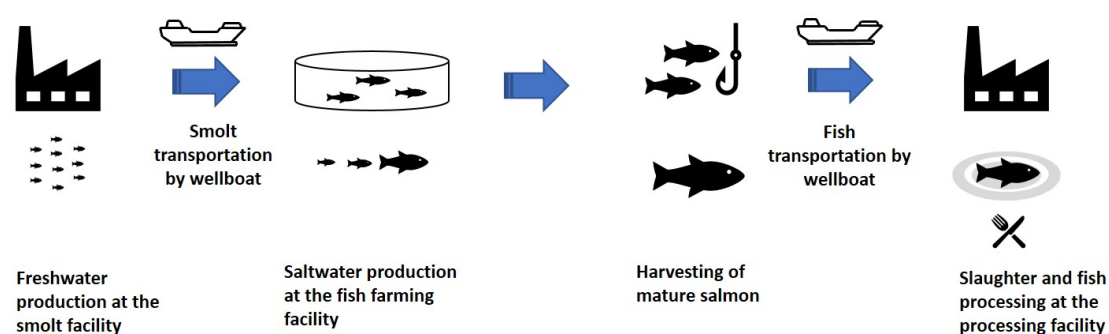 Smolt
transportation
by wellboat
Fish
transportation by
wellboat
Freshwater
production at the
smolt facility
Saltwater production
at the fish farming
facility
Harvesting of
mature salmon
Slaughter and fish
processing at the
processing facility